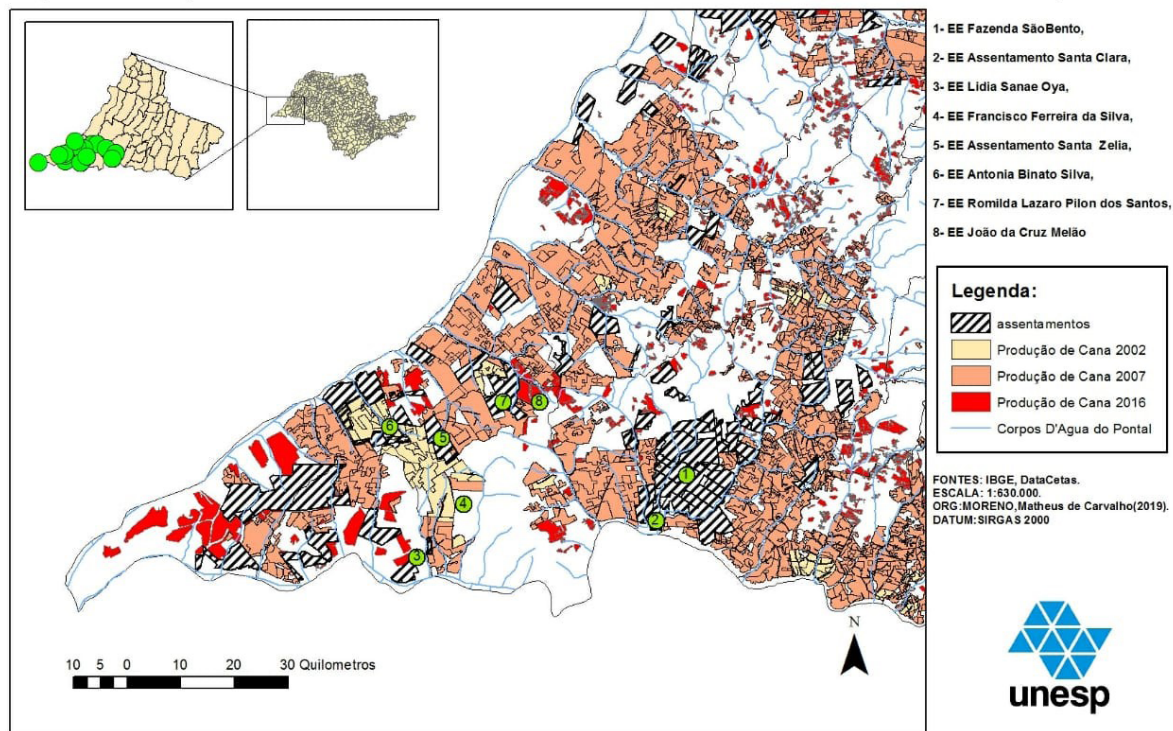 1- EE Fazenda SãoBento,
2- EE Assentamento Santa Clara,
3- EE Lidia Sanae Oya,
4- EE Francisco Ferreira da Silva,
5- EE Assentamento Santa Zelia,
6- EE Antonia Binato Silva,
7- EE Romilda Lazaro Pilon dos Santos,
8- EE João da Cruz Melão
Legenda:
assentamentos
Produção de Cana 2002
Produção de Cana 2007
Produção de Cana 2016
Corpos D'Agua do Pontal
FONTES: IBGE, DataCetas.
ESCALA: 1:630.000.
ORG:MORENO,Matheus de Carvalho(2019).
DATUM:SIRGAS 2000
7
8
6
5
1
4
2
3
N
10 5 0 10 20 30 Quilometros
unesp